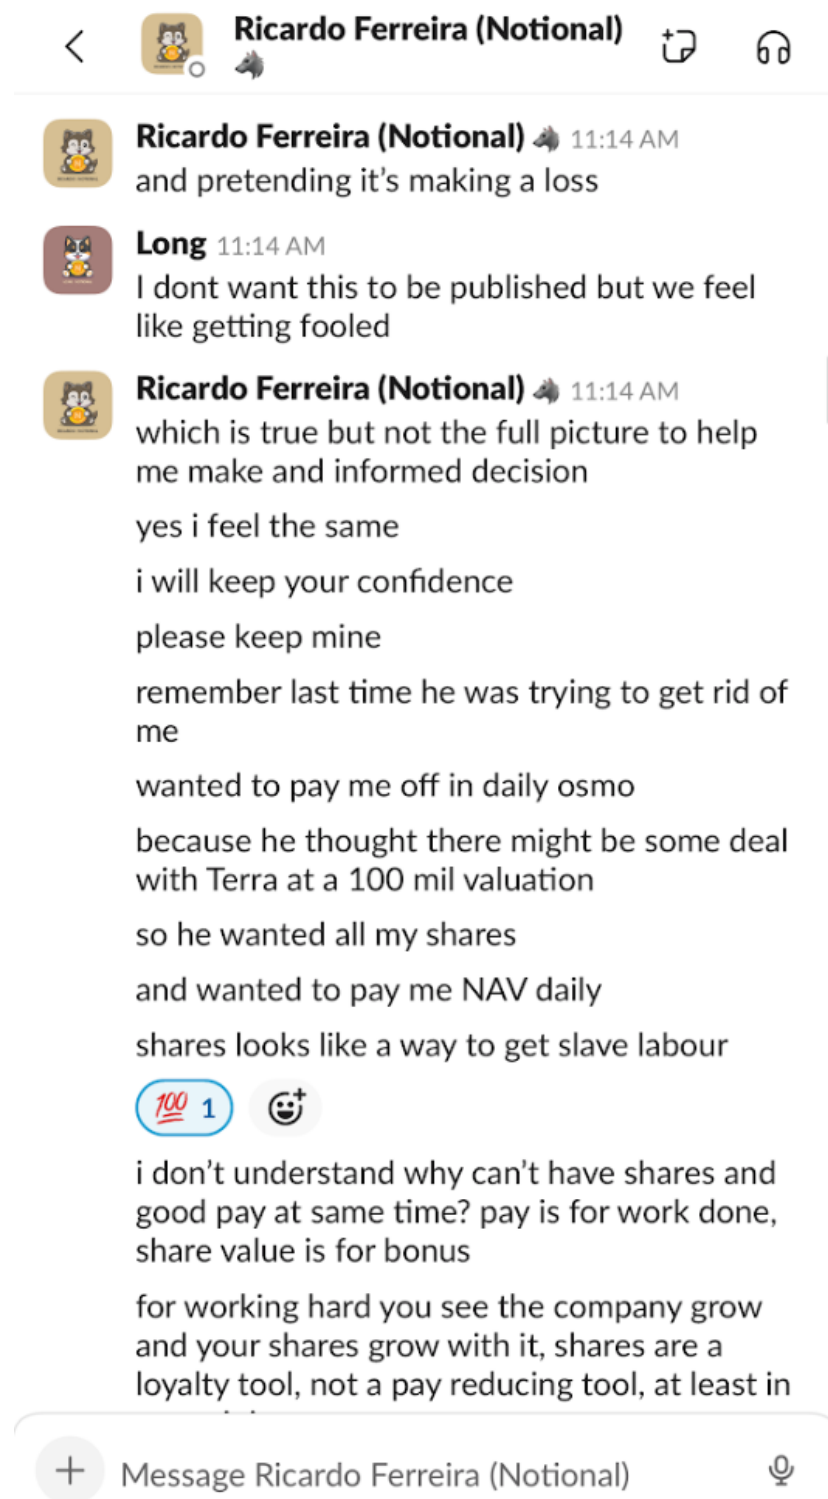 Ricardo Ferreira (Notional)
Ricardo Ferreira (Notional) 11:14 AM
and pretending it's making a loss
Long 11:14 AM
I dont want this to be published but we feel
like getting fooled
Ricardo Ferreira (Notional) 11:14 AM
which is true but not the full picture to help
me make and informed decision
yes i feel the same
i will keep your confidence
please keep mine
remember last time he was trying to get rid of
me
wanted to pay me off in daily osmo
because he thought there might be some deal
with Terra at a 100 mil valuation
so he wanted all my shares
and wanted to pay me NAV daily
shares looks like a way to get slave labour
💯 1
i don't understand why can't have shares and
good pay at same time? pay is for work done,
share value is for bonus
for working hard you see the company grow
and your shares grow with it, shares are a
loyalty tool, not a pay reducing tool, at least in
Message Ricardo Ferreira (Notional)